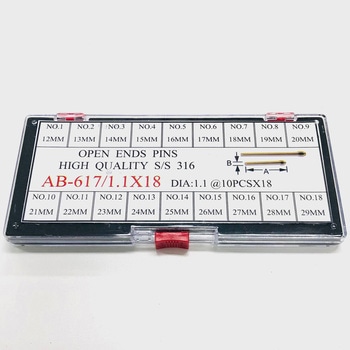 NO.1 NO.2 NO.3 NO.4 NO.5 NO.6 NO.7 NO.8 NO.9
12MM 13MM 14MM 15MM 16MM 17MM 18MM 19MM 20MM
OPEN ENDS PINS
HIGH QUALITY S/S 316
B
A
AB-617/1.1X18 DIA:1.1 @10PCSX18
NO.10 NO.11 NO.12 NO.13 NO.14 NO.15 NO.16 NO.17 NO.18
21MM 22MM 23MM 24MM 25MM 26MM 27MM 28MM 29MM